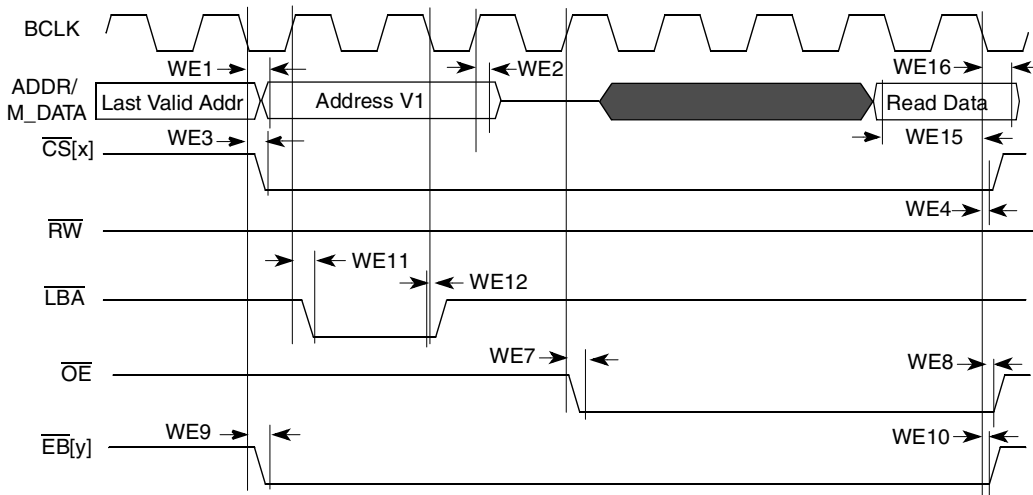 BCLK
WE1
WE2
WE16
ADDR/
M_DATA
Last Valid Addr
Address V1
Read Data
WE3
WE15
CS[x]
WE4
RW
WE11
WE12
LBA
WE7
WE8
OE
WE9
WE10
EB[y]